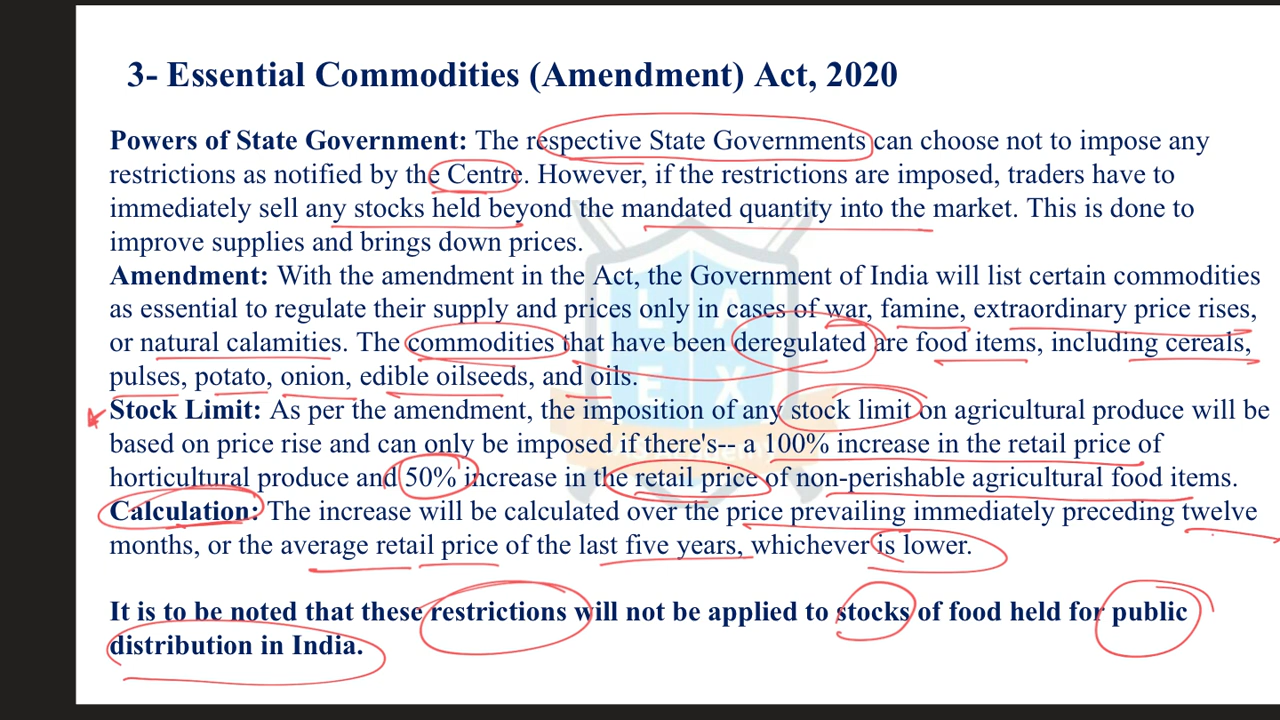 3- Essential Commodities (Amendment) Act, 2020
Powers of State Government: The respective State Governments can choose not to impose any
restrictions as notified by the Centre. However, if the restrictions are imposed, traders have to
immediately sell any stocks held beyond the mandated quantity into the market. This is done to
improve supplies and brings down prices.
Amendment: With the amendment in the Act, the Government of India will list certain commodities
as essential to regulate their supply and prices only in cases of war, famine, extraordinary price rises,
or natural calamities. The commodities that have been deregulated are food items, including cereals,
pulses, potato, onion, edible oilseeds, and oils.
Stock Limit: As per the amendment, the imposition of any stock limit on agricultural produce will be
based on price rise and can only be imposed if there's-- a 100% increase in the retail price of
horticultural produce and 50% increase in the retail price of non-perishable agricultural food items.
Calculation: The increase will be calculated over the price prevailing immediately preceding twelve
months, or the average retail price of the last five years, whichever is lower.
It is to be noted that these restrictions will not be applied to stocks of food held for public
distribution in India.